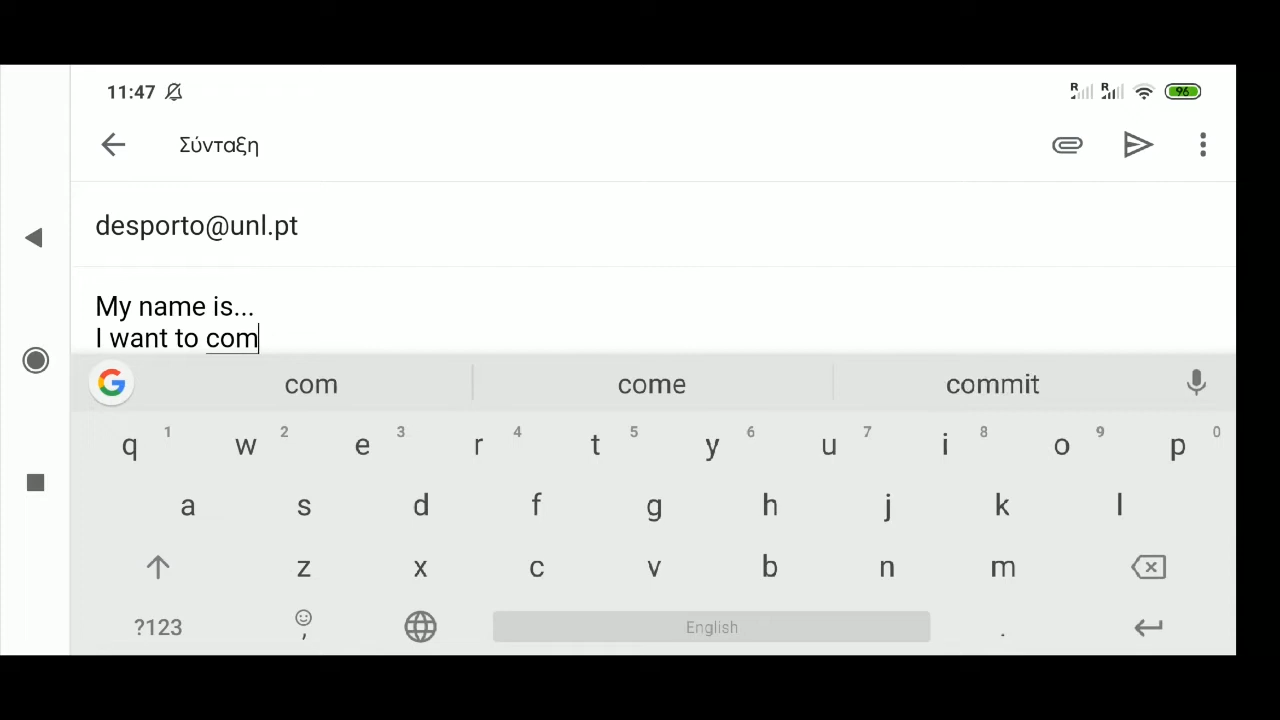 11:47
R R 96
Σύνταξη
desporto@unl.pt
My name is...
I want to com
com come commit
q 1 w 2 e 3 r 4 t 5 y 6 u 7 i 8 o 9 p 0
a s d f g h j k l
z x c v b n m
?123 , English .